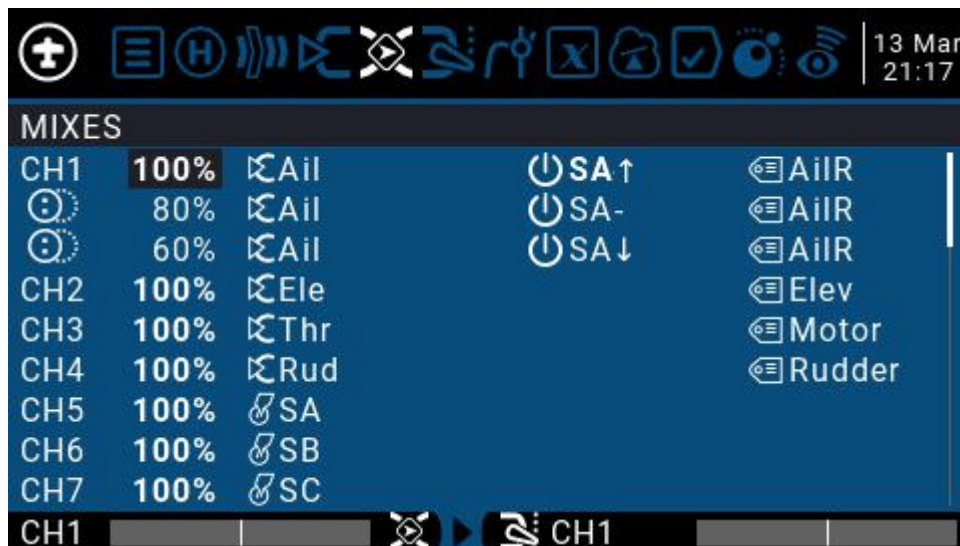 13 Mar
21:17
MIXES
CH1 100% Ail SA↑ AilR
80% Ail SA- AilR
60% Ail SA↓ AilR
CH2 100% Ele Elev
CH3 100% Thr Motor
CH4 100% Rud Rudder
CH5 100% SA
CH6 100% SB
CH7 100% SC
CH1 CH1